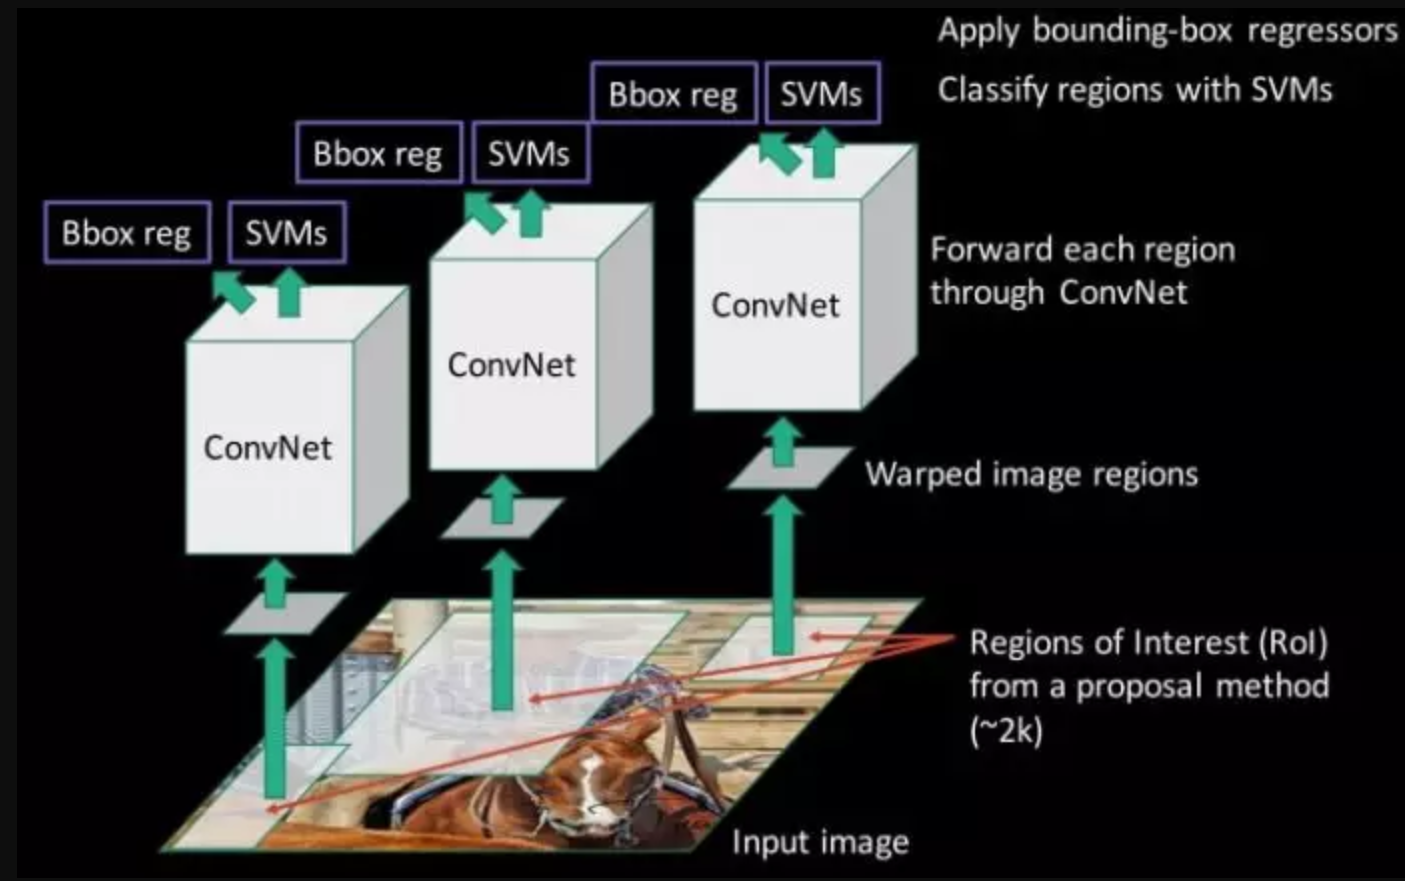 Apply bounding-box regressors
Bbox reg SVMs
Classify regions with SVMs
Bbox reg SVMs
Bbox reg SVMs
Forward each region
through ConvNet
ConvNet
ConvNet
ConvNet
Warped image regions
Regions of Interest (RoI)
from a proposal method
(~2k)
Input image